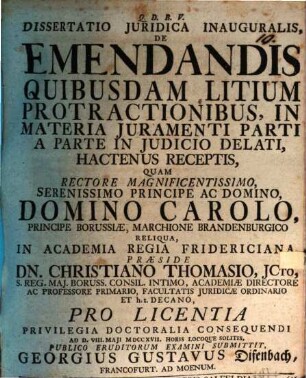 Q. D. B. V.
DISSERTATIO JURIDICA INAUGURALIS,
DE
10.
EMENDANDIS
QUIBUSDAM LITIUM
PROTRACTIONIBUS, IN
MATERIA JURAMENTI PARTI
A PARTE IN JUDICIO DELATI,
HACTENUS RECEPTIS,
QUAM
RECTORE MAGNIFICENTISSIMO,
SERENISSIMO PRINCIPE AC DOMINO,
DOMINO CAROLO,
PRINCIPE BORUSSIÆ, MARCHIONE BRANDENBURGICO
RELIQUA,
IN ACADEMIA REGIA FRIDERICIANA
PRÆSIDE
DN. CHRISTIANO THOMASIO, JCto,
S. REG. MAJ. BORUSS. CONSIL. INTIMO, ACADEMIÆ DIRECTORE
AC PROFESSORE PRIMARIO, FACULTATIS JURIDICÆ ORDINARIO
ET h.t. DECANO,
PRO LICENTIA
PRIVILEGIA DOCTORALIA CONSEQUENDI
AD D. VIII. MAJI MDCCXVII. HORIS LOCOQUE SOLITIS,
PUBLICO ERUDITORUM EXAMINI SUBMITTIT,
GEORGIUS GUSTAVUS Difenbach,
FRANCOFURT. AD MOENUM.